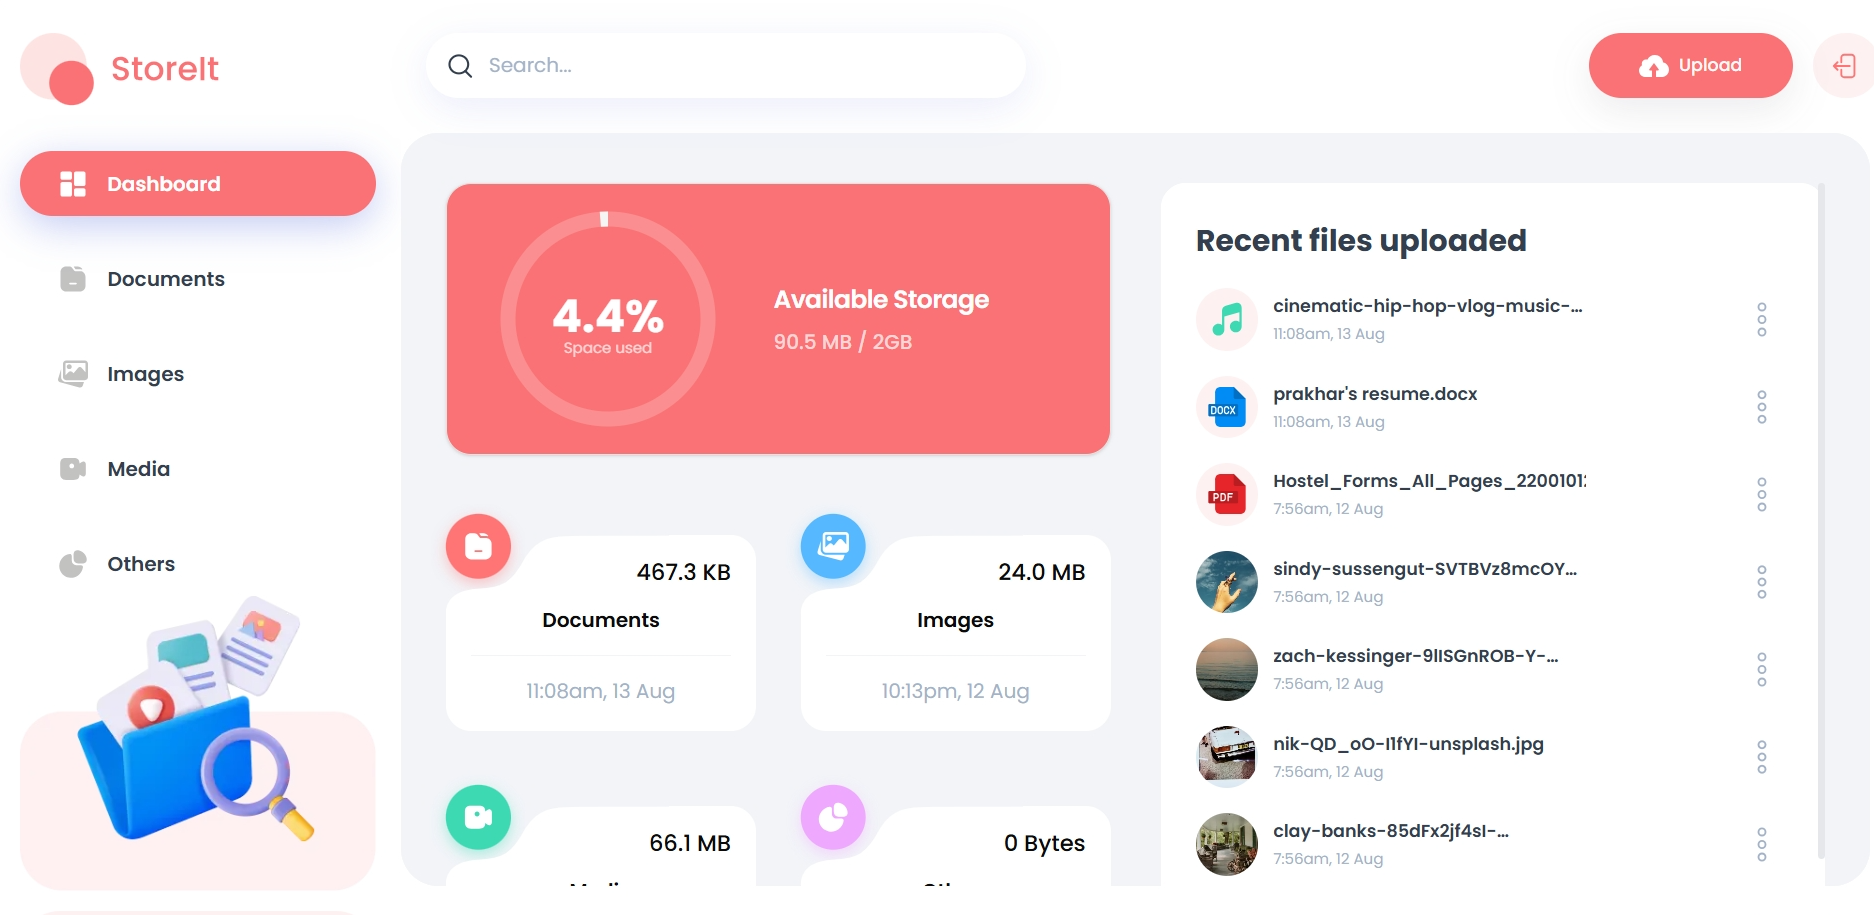 StoreIt
Search...
Upload
Dashboard
Documents
Images
Media
Others
4.4%
Space used
Available Storage
90.5 MB / 2GB
467.3 KB
Documents
11:08am, 13 Aug
24.0 MB
Images
10:13pm, 12 Aug
66.1 MB
0 Bytes
Recent files uploaded
cinematic-hip-hop-vlog-music-...
11:08am, 13 Aug
DOCX
prakhar's resume.docx
11:08am, 13 Aug
PDF
Hostel_Forms_All_Pages_2200101
7:56am, 12 Aug
sindy-sussengut-SVTBVz8mcOY...
7:56am, 12 Aug
zach-kessinger-9lISGnROB-Y-...
7:56am, 12 Aug
nik-QD_oO-I1fYI-unsplash.jpg
7:56am, 12 Aug
clay-banks-85dFx2jf4sI-...
7:56am, 12 Aug